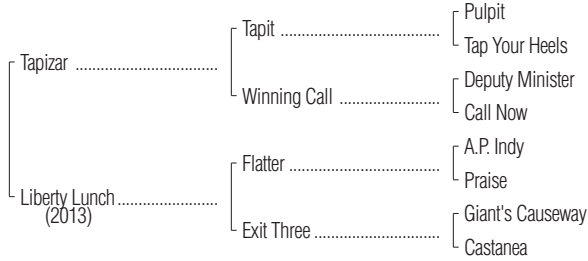 Pulpit
Tapit ..................................
Tap Your Heels
Tapizar ..................................
Deputy Minister
Winning Call ........................
Call Now
A.P. Indy
Flatter ..................................
Praise
Liberty Lunch ........................
(2013)
Giant's Causeway
Exit Three ..............................
Castanea